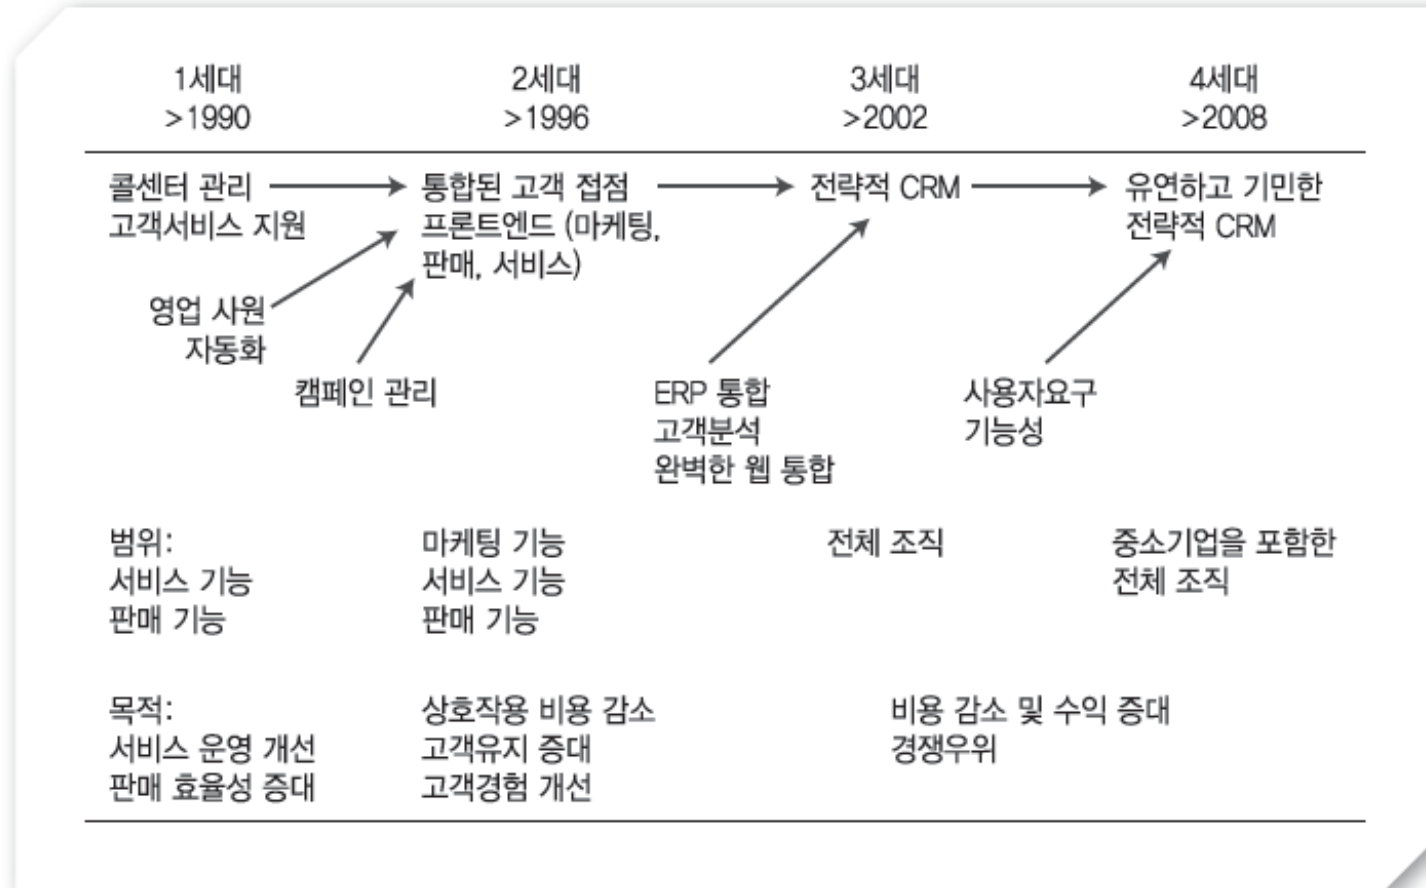 1세대
>1990
2세대
>1996
3세대
>2002
4세대
>2008
콜센터 관리
고객서비스 지원
통합된 고객 접점
프론트엔드 (마케팅,
판매, 서비스)
전략적 CRM
유연하고 기민한
전략적 CRM
영업 사원
자동화
캠페인 관리
ERP 통합
고객분석
완벽한 웹 통합
사용자요구
기능성
범위:
서비스 기능
판매 기능
마케팅 기능
서비스 기능
판매 기능
전체 조직
중소기업을 포함한
전체 조직
목적:
서비스 운영 개선
판매 효율성 증대
상호작용 비용 감소
고객유지 증대
고객경험 개선
비용 감소 및 수익 증대
경쟁우위